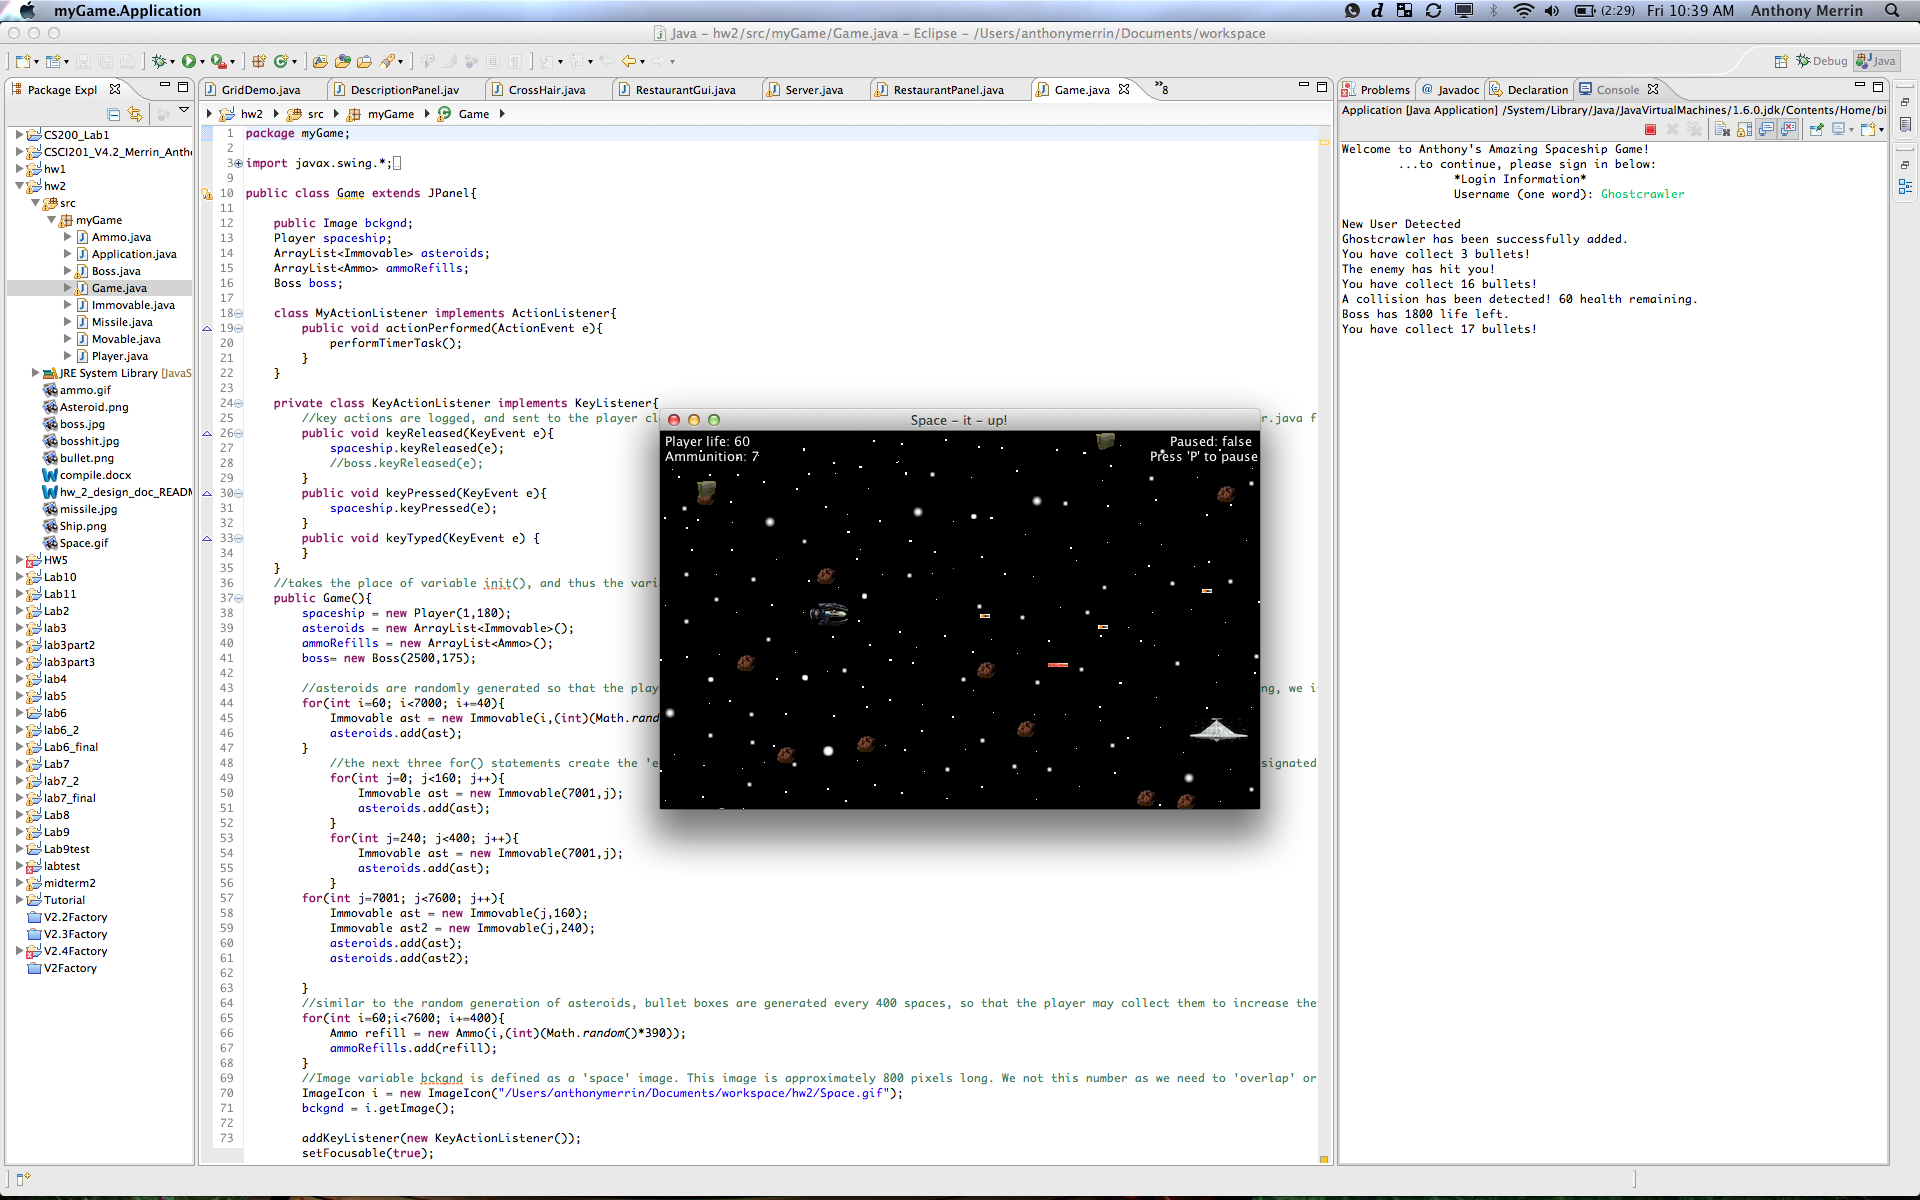 myGame.Application
(2:29) Fri 10:39 AM Anthony Merrin
Java - hw2/src/myGame/Game.java - Eclipse - /Users/anthonymerrin/Documents/workspace
Debug Java
Package Expl
CS200_Lab1
CSCI201_V4.2_Merrin_Anth
hw1
hw2
src
myGame
Ammo.java
Application.java
Boss.java
Game.java
Immovable.java
Missile.java
Movable.java
Player.java
JRE System Library [JavaS
ammo.gif
Asteroid.png
boss.jpg
bosshit.jpg
bullet.png
compile.docx
hw_2_design_doc_READM
missile.jpg
Ship.png
Space.gif
HW5
Lab10
Lab11
Lab2
lab3
lab3part2
lab3part3
lab4
lab5
lab6
lab6_2
Lab6_final
Lab7
lab7_2
lab7_final
Lab8
Lab9
Lab9test
labtest
midterm2
Tutorial
V2.2Factory
V2.3Factory
V2.4Factory
V2Factory
GridDemo.java DescriptionPanel.jav CrossHair.java RestaurantGui.java Server.java RestaurantPanel.java Game.java »8
hw2 src myGame Game
1 package myGame;
2
3 import javax.swing.*;
9
10 public class Game extends JPanel{
11
12 public Image bckgnd;
13 Player spaceship;
14 ArrayList<Immovable> asteroids;
15 ArrayList<Ammo> ammoRefills;
16 Boss boss;
17
18 class MyActionListener implements ActionListener{
19 public void actionPerformed(ActionEvent e){
20 performTimerTask();
21 }
22 }
23
24 private class KeyActionListener implements KeyListener{
25 //key actions are logged, and sent to the player cl er.java f
26 public void keyReleased(KeyEvent e){
27 spaceship.keyReleased(e);
28 //boss.keyReleased(e);
29 }
30 public void keyPressed(KeyEvent e){
31 spaceship.keyPressed(e);
32 }
33 public void keyTyped(KeyEvent e) {
34 }
35 }
36 //takes the place of variable init(), and thus the vari
37 public Game(){
38 spaceship = new Player(1,180);
39 asteroids = new ArrayList<Immovable>();
40 ammoRefills = new ArrayList<Ammo>();
41 boss= new Boss(2500,175);
42
43 //asteroids are randomly generated so that the play ng, we i
44 for(int i=60; i<7000; i+=40){
45 Immovable ast = new Immovable(i,(int)(Math.rand
46 asteroids.add(ast);
47 }
48 //the next three for() statements create the 'e signated
49 for(int j=0; j<160; j++){
50 Immovable ast = new Immovable(7001,j);
51 asteroids.add(ast);
52 }
53 for(int j=240; j<400; j++){
54 Immovable ast = new Immovable(7001,j);
55 asteroids.add(ast);
56 }
57 for(int j=7001; j<7600; j++){
58 Immovable ast = new Immovable(j,160);
59 Immovable ast2 = new Immovable(j,240);
60 asteroids.add(ast);
61 asteroids.add(ast2);
62
63 }
64 //similar to the random generation of asteroids, bullet boxes are generated every 400 spaces, so that the player may collect them to increase the
65 for(int i=60;i<7600; i+=400){
66 Ammo refill = new Ammo(i,(int)(Math.random()*390));
67 ammoRefills.add(refill);
68 }
69 //Image variable bckgnd is defined as a 'space' image. This image is approximately 800 pixels long. We not this number as we need to 'overlap' or
70 ImageIcon i = new ImageIcon("/Users/anthonymerrin/Documents/workspace/hw2/Space.gif");
71 bckgnd = i.getImage();
72
73 addKeyListener(new KeyActionListener());
setFocusable(true);
Space - it - up!
Player life: 60
Ammunition: 7
Paused: false
Press 'P' to pause
Problems @ Javadoc Declaration Console
Application [Java Application] /System/Library/Java/JavaVirtualMachines/1.6.0.jdk/Contents/Home/bi
Welcome to Anthony's Amazing Spaceship Game!
...to continue, please sign in below:
*Login Information*
Username (one word): Ghostcrawler
New User Detected
Ghostcrawler has been successfully added.
You have collect 3 bullets!
The enemy has hit you!
You have collect 16 bullets!
A collision has been detected! 60 health remaining.
Boss has 1800 life left.
You have collect 17 bullets!